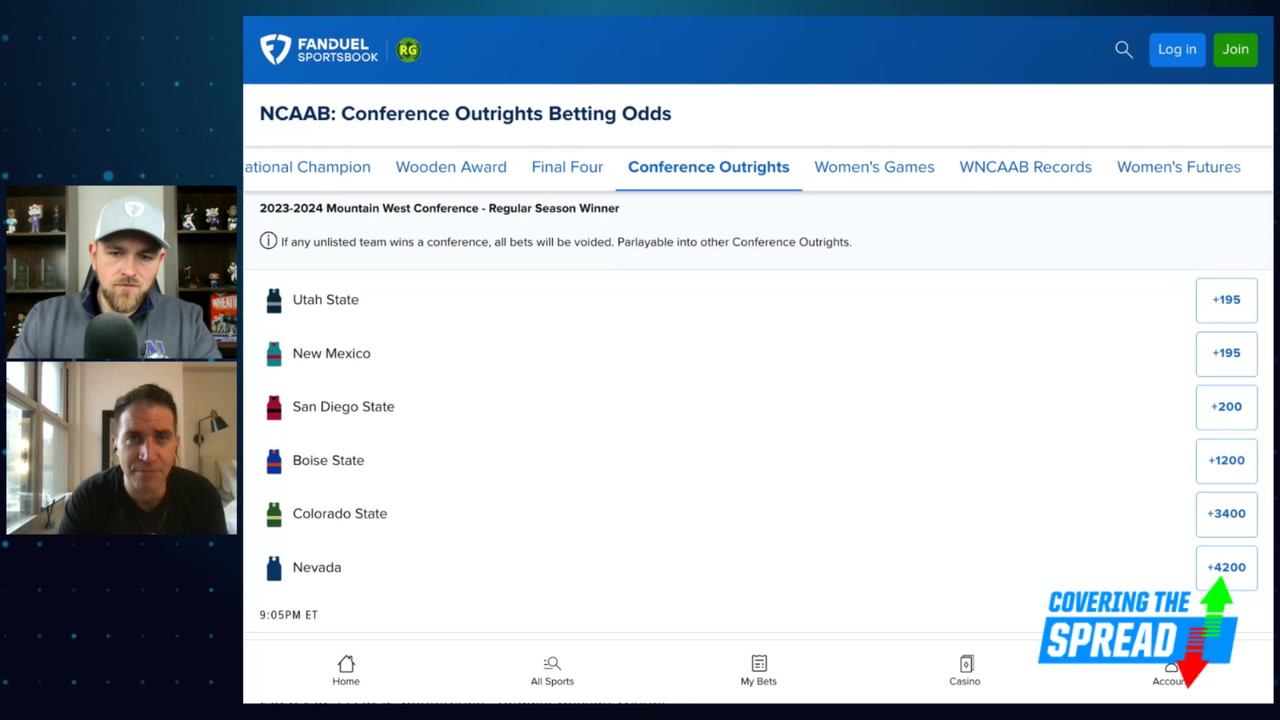 FANDUEL
SPORTSBOOK
RG
Log in
Join
NCAAB: Conference Outrights Betting Odds
ational Champion
Wooden Award
Final Four
Conference Outrights
Women's Games
WNCAAB Records
Women's Futures
2023-2024 Mountain West Conference - Regular Season Winner
If any unlisted team wins a conference, all bets will be voided. Parlayable into other Conference Outrights.
Utah State
+195
New Mexico
+195
San Diego State
+200
Boise State
+1200
Colorado State
+3400
Nevada
+4200
9:05PM ET
COVERING THE
SPREAD
Home
All Sports
My Bets
Casino
Accou
WHEATIE
N